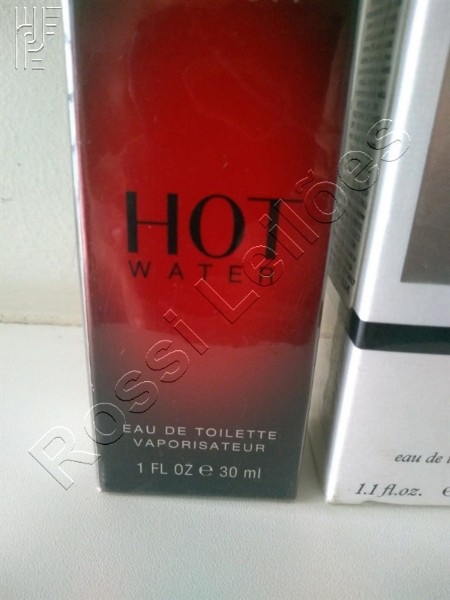 HOT
WATER
EAU DE TOILETTE
VAPORISATEUR
1 FL OZ ℮ 30 ml
eau de
1.1 fl.oz. ℮
Rossi Leilões